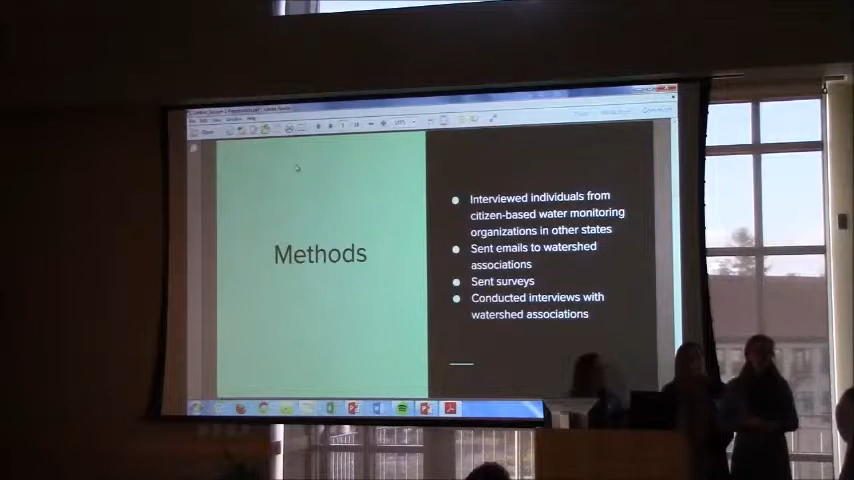 Methods
Interviewed individuals from
citizen-based water monitoring
organizations in other states
Sent emails to watershed
associations
Sent surveys
Conducted interviews with
watershed associations